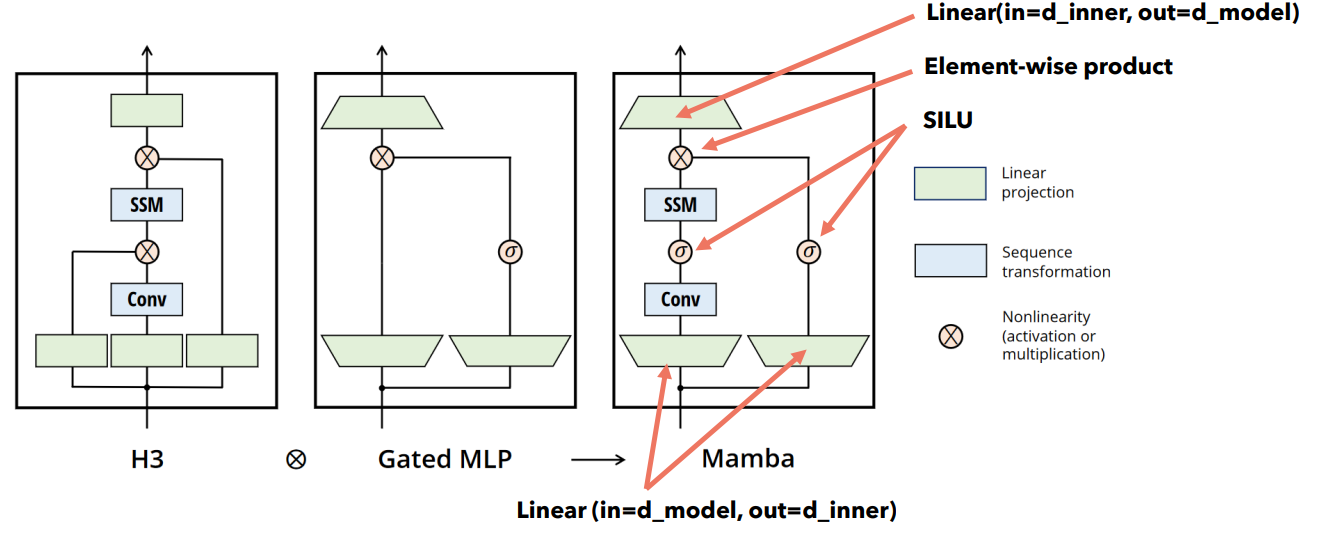 Linear(in=d_inner, out=d_model)
Element-wise product
SILU
Linear
projection
SSM
SSM
Sequence
transformation
σ
σ
σ
Conv
Conv
Nonlinearity
(activation or
multiplication)
H3 ⊗ Gated MLP → Mamba
Linear (in=d_model, out=d_inner)